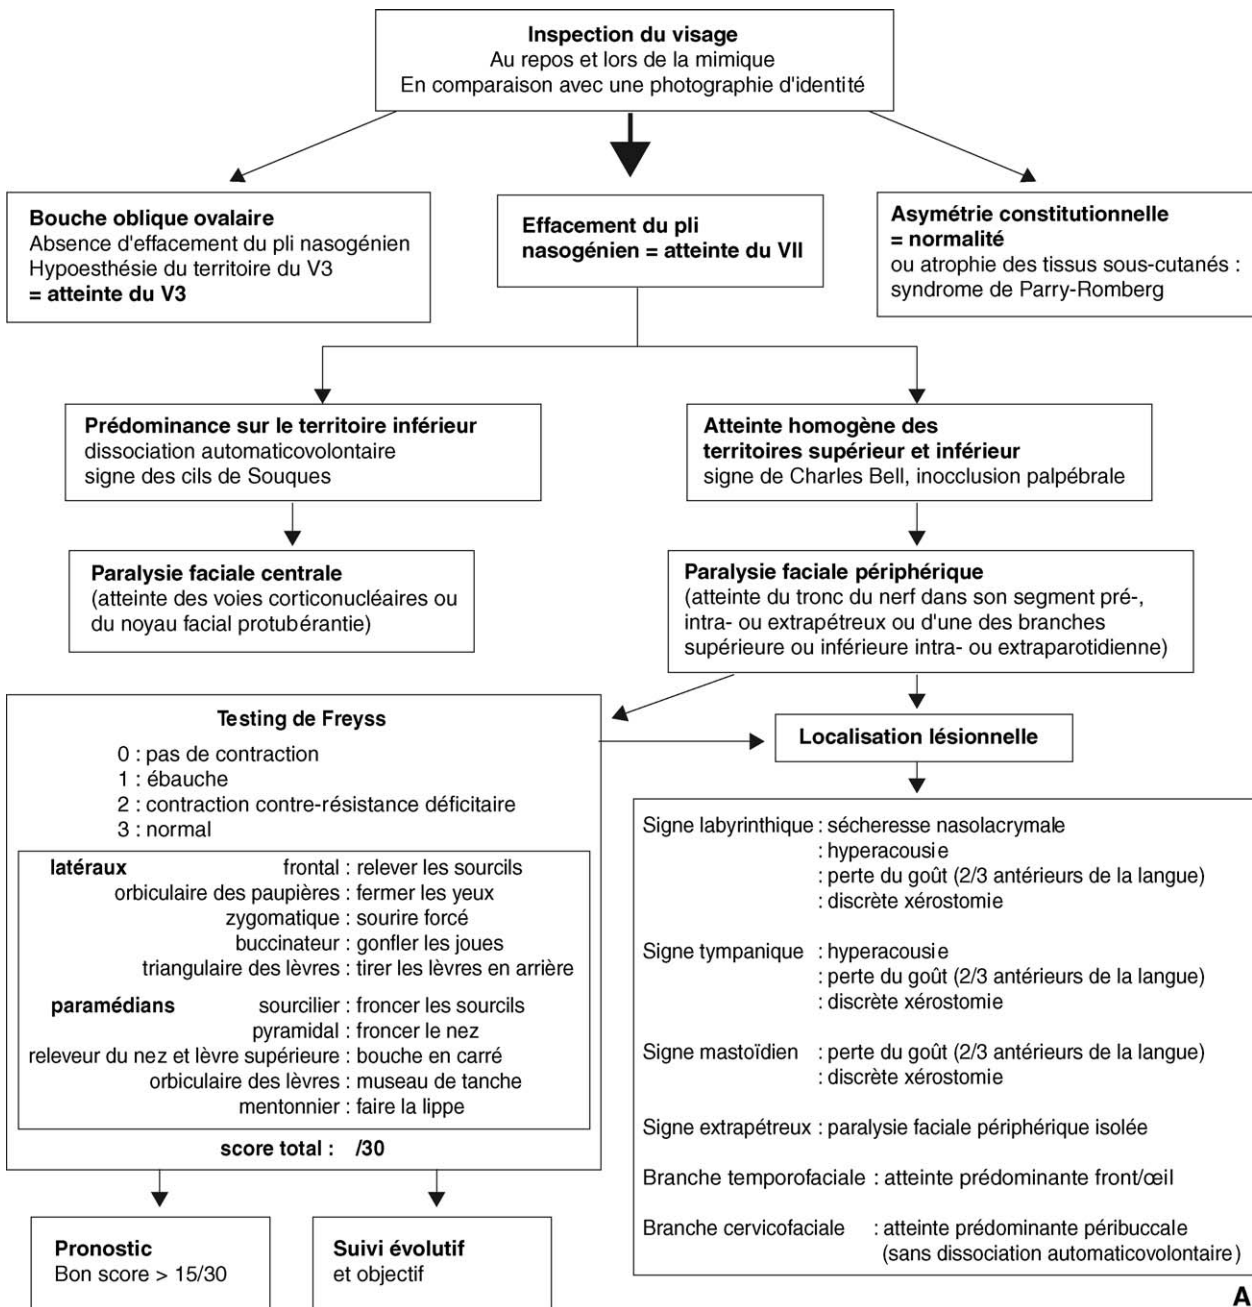 Inspection du visage
Au repos et lors de la mimique
En comparaison avec une photographie d'identité
Bouche oblique ovalaire
Absence d'effacement du pli nasogénien
Hypoesthésie du territoire du V3
= atteinte du V3
Effacement du pli
nasogénien = atteinte du VII
Asymétrie constitutionnelle
= normalité
ou atrophie des tissus sous-cutanés :
syndrome de Parry-Romberg
Prédominance sur le territoire inférieur
dissociation automaticovolontaire
signe des cils de Souques
Atteinte homogène des
territoires supérieur et inférieur
signe de Charles Bell, inocclusion palpébrale
Paralysie faciale centrale
(atteinte des voies corticonucléaires ou
du noyau facial protubérantie)
Paralysie faciale périphérique
(atteinte du tronc du nerf dans son segment pré-,
intra- ou extrapétreux ou d'une des branches
supérieure ou inférieure intra- ou extraparotidienne)
Testing de Freyss
0 : pas de contraction
1 : ébauche
2 : contraction contre-résistance déficitaire
3 : normal
latéraux frontal : relever les sourcils
orbiculaire des paupières : fermer les yeux
zygomatique : sourire forcé
buccinateur : gonfler les joues
triangulaire des lèvres : tirer les lèvres en arrière
paramédians sourcilier : froncer les sourcils
pyramidal : froncer le nez
releveur du nez et lèvre supérieure : bouche en carré
orbiculaire des lèvres : museau de tanche
mentonnier : faire la lippe
score total : /30
Localisation lésionnelle
Signe labyrinthique : sécheresse nasolacrymale
: hyperacousie
: perte du goût (2/3 antérieurs de la langue)
: discrète xérostomie
Signe tympanique : hyperacousie
: perte du goût (2/3 antérieurs de la langue)
: discrète xérostomie
Signe mastoïdien : perte du goût (2/3 antérieurs de la langue)
: discrète xérostomie
Signe extrapétreux : paralysie faciale périphérique isolée
Branche temporofaciale : atteinte prédominante front/œil
Branche cervicofaciale : atteinte prédominante péribuccale
(sans dissociation automaticovolontaire)
Pronostic
Bon score > 15/30
Suivi évolutif
et objectif
A